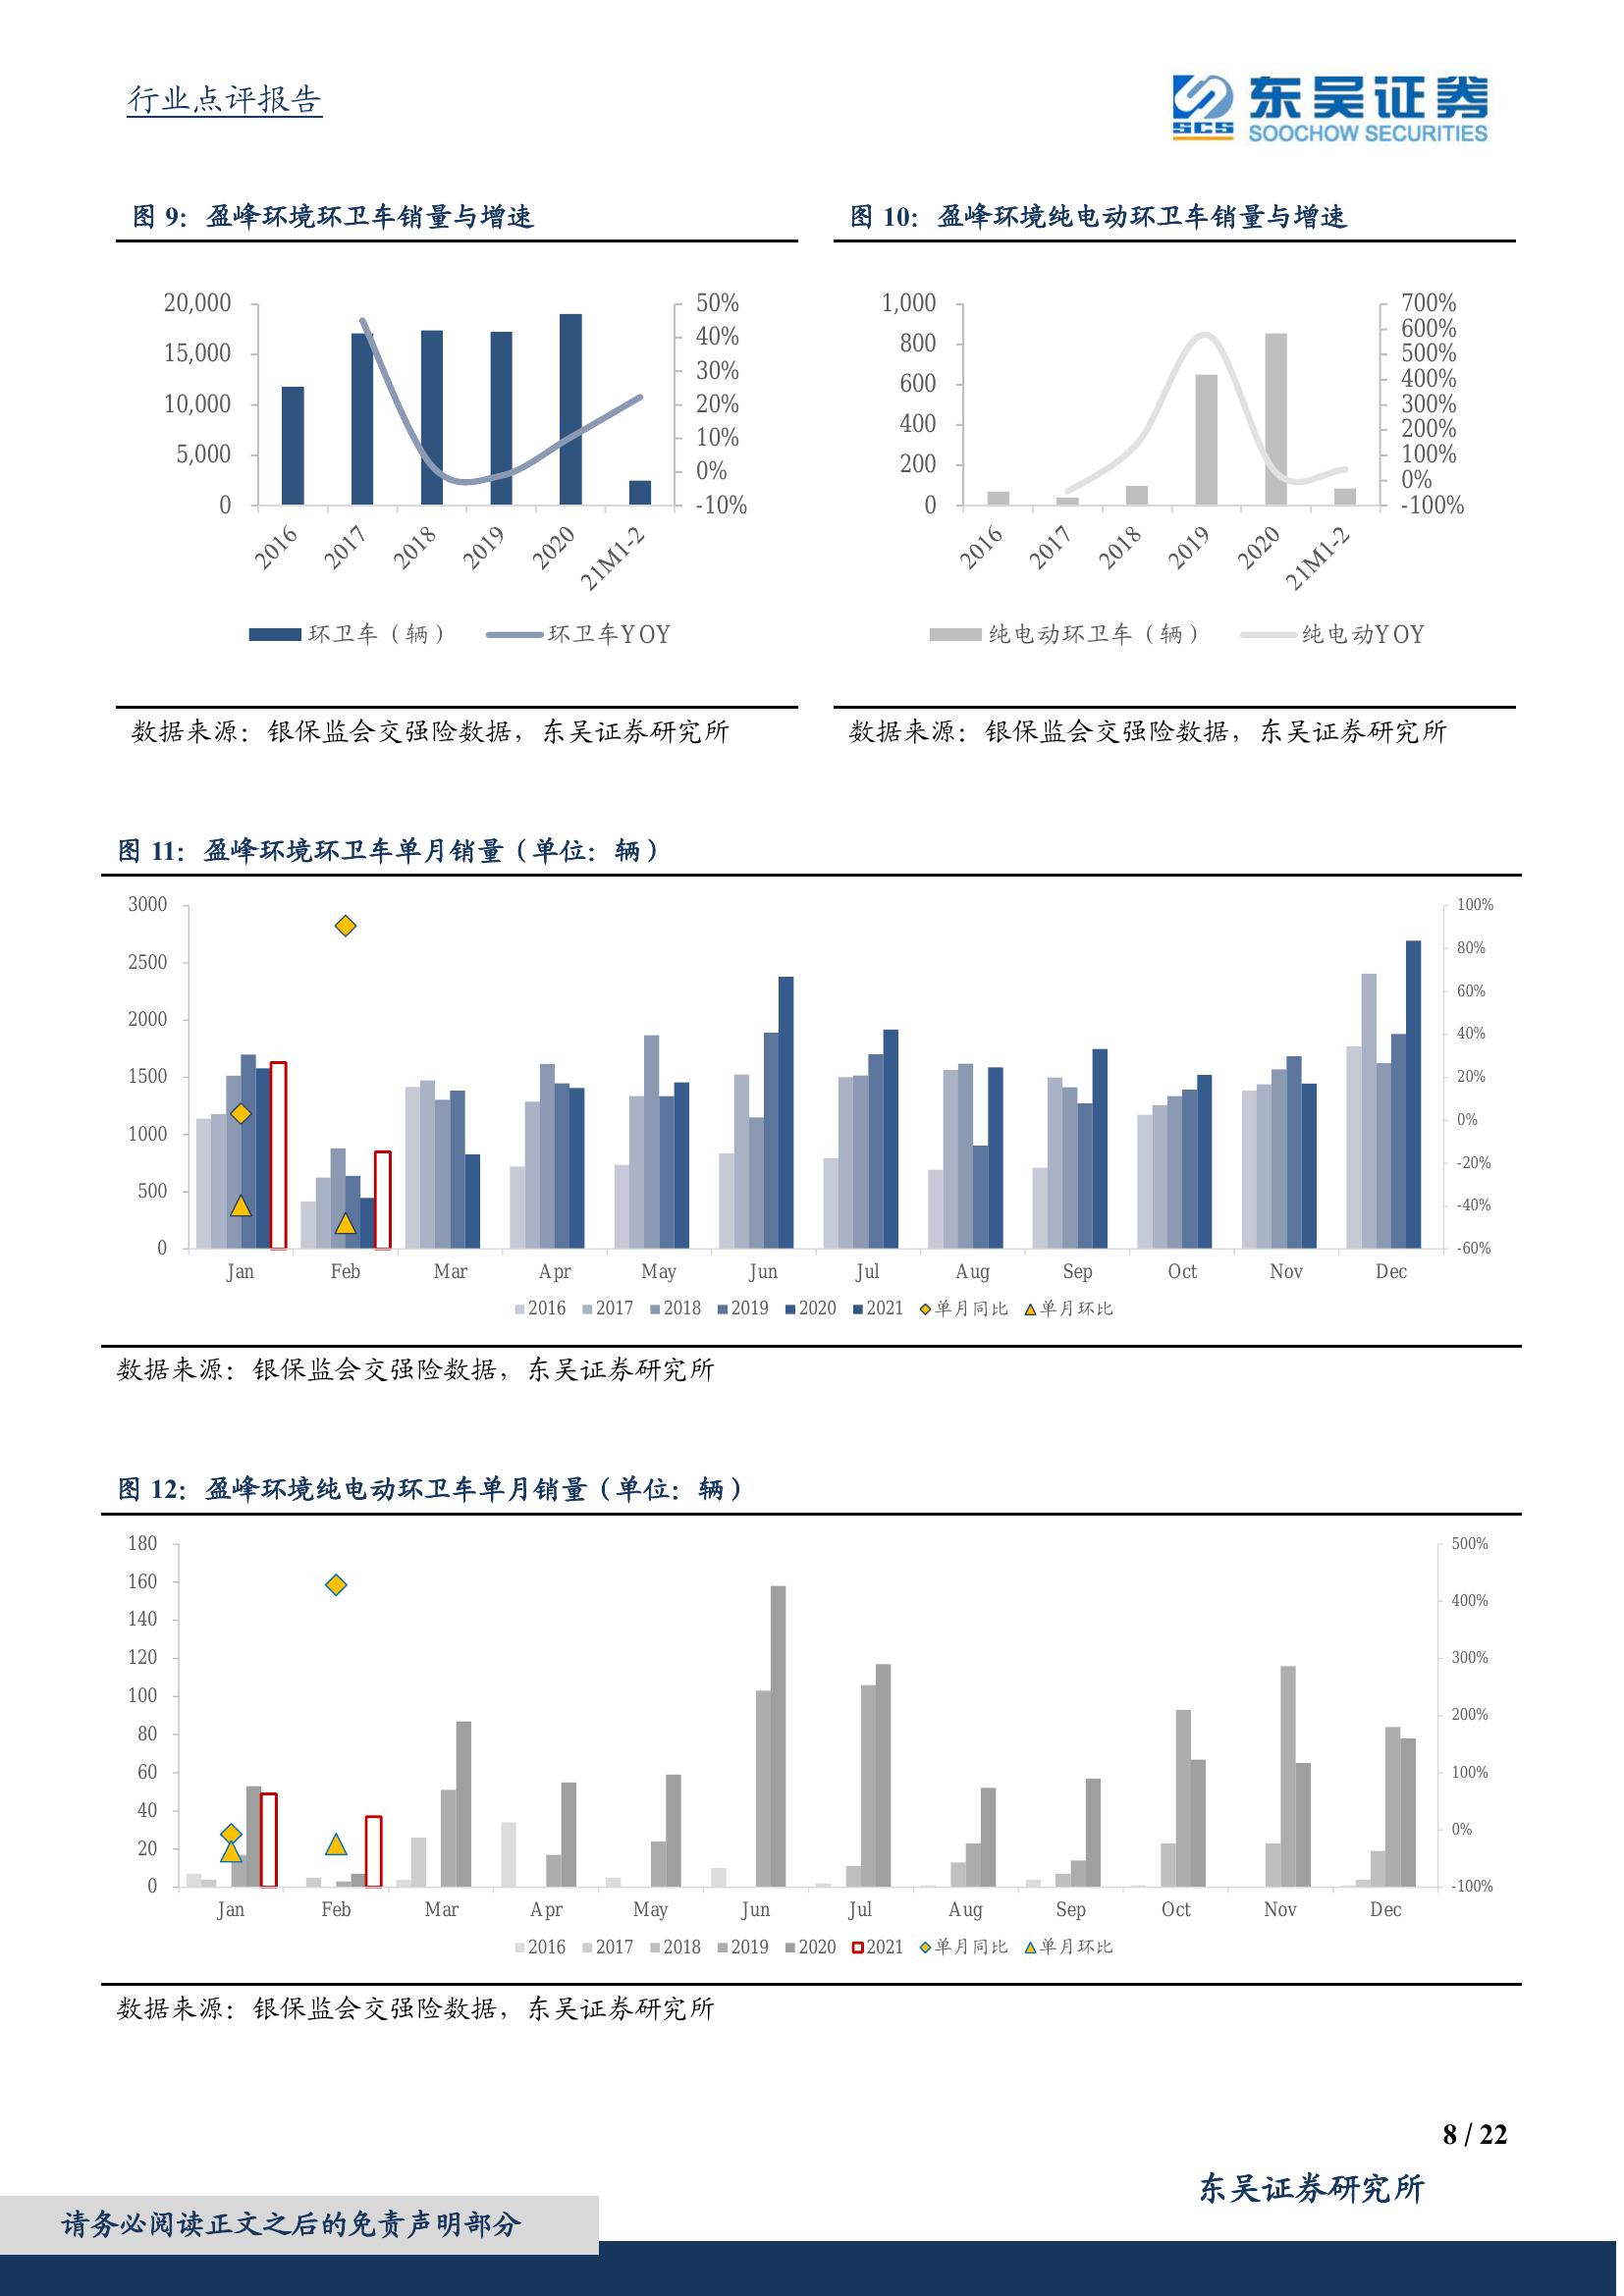 行业点评报告
SCS 东吴证券
SOOCHOW SECURITIES
图 9：盈峰环境环卫车销量与增速
20,000
15,000
10,000
5,000
0
50%
40%
30%
20%
10%
0%
-10%
2016 2017 2018 2019 2020 21M1-2
环卫车（辆） 环卫车YOY
数据来源：银保监会交强险数据，东吴证券研究所
图 10：盈峰环境纯电动环卫车销量与增速
1,000
800
600
400
200
0
700%
600%
500%
400%
300%
200%
100%
0%
-100%
2016 2017 2018 2019 2020 21M1-2
纯电动环卫车（辆） 纯电动YOY
数据来源：银保监会交强险数据，东吴证券研究所
图 11：盈峰环境环卫车单月销量（单位：辆）
3000
2500
2000
1500
1000
500
0
100%
80%
60%
40%
20%
0%
-20%
-40%
-60%
Jan Feb Mar Apr May Jun Jul Aug Sep Oct Nov Dec
2016 2017 2018 2019 2020 2021 单月同比 单月环比
数据来源：银保监会交强险数据，东吴证券研究所
图 12：盈峰环境纯电动环卫车单月销量（单位：辆）
180
160
140
120
100
80
60
40
20
0
500%
400%
300%
200%
100%
0%
-100%
Jan Feb Mar Apr May Jun Jul Aug Sep Oct Nov Dec
2016 2017 2018 2019 2020 2021 单月同比 单月环比
数据来源：银保监会交强险数据，东吴证券研究所
8 / 22
东吴证券研究所
请务必阅读正文之后的免责声明部分